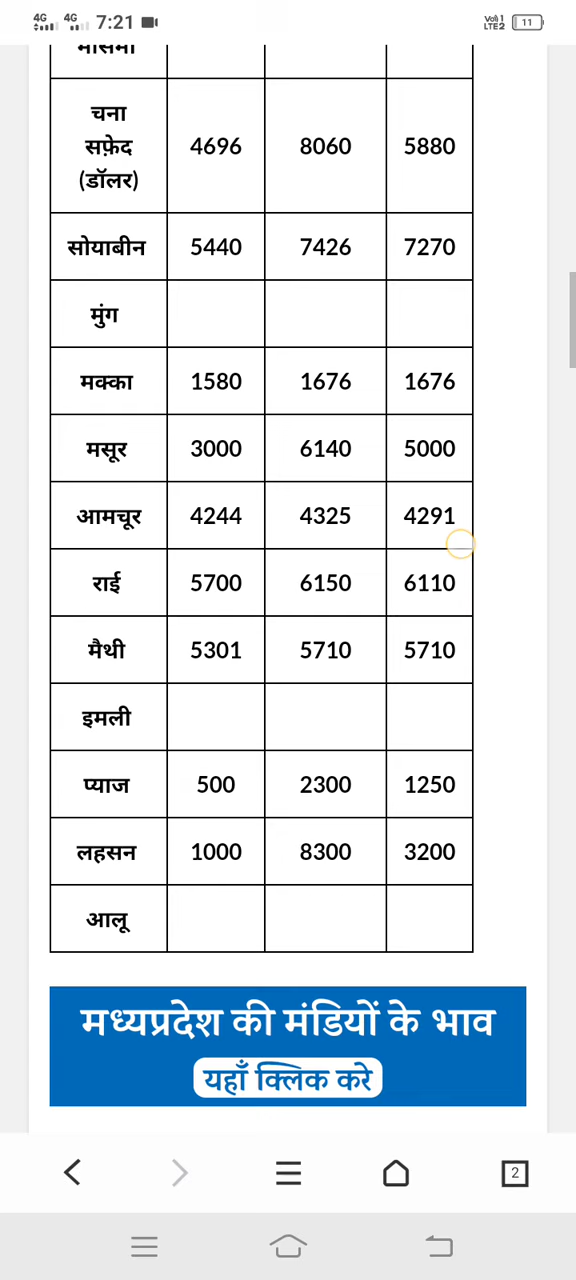 4G 4G 7:21 Vo)) 1 LTE2 11
चना
सफ़ेद
(डॉलर) 4696 8060 5880
सोयाबीन 5440 7426 7270
मुंग
मक्का 1580 1676 1676
मसूर 3000 6140 5000
आमचूर 4244 4325 4291
राई 5700 6150 6110
मैथी 5301 5710 5710
इमली
प्याज 500 2300 1250
लहसन 1000 8300 3200
आलू
मध्यप्रदेश की मंडियों के भाव
यहाँ क्लिक करे
2